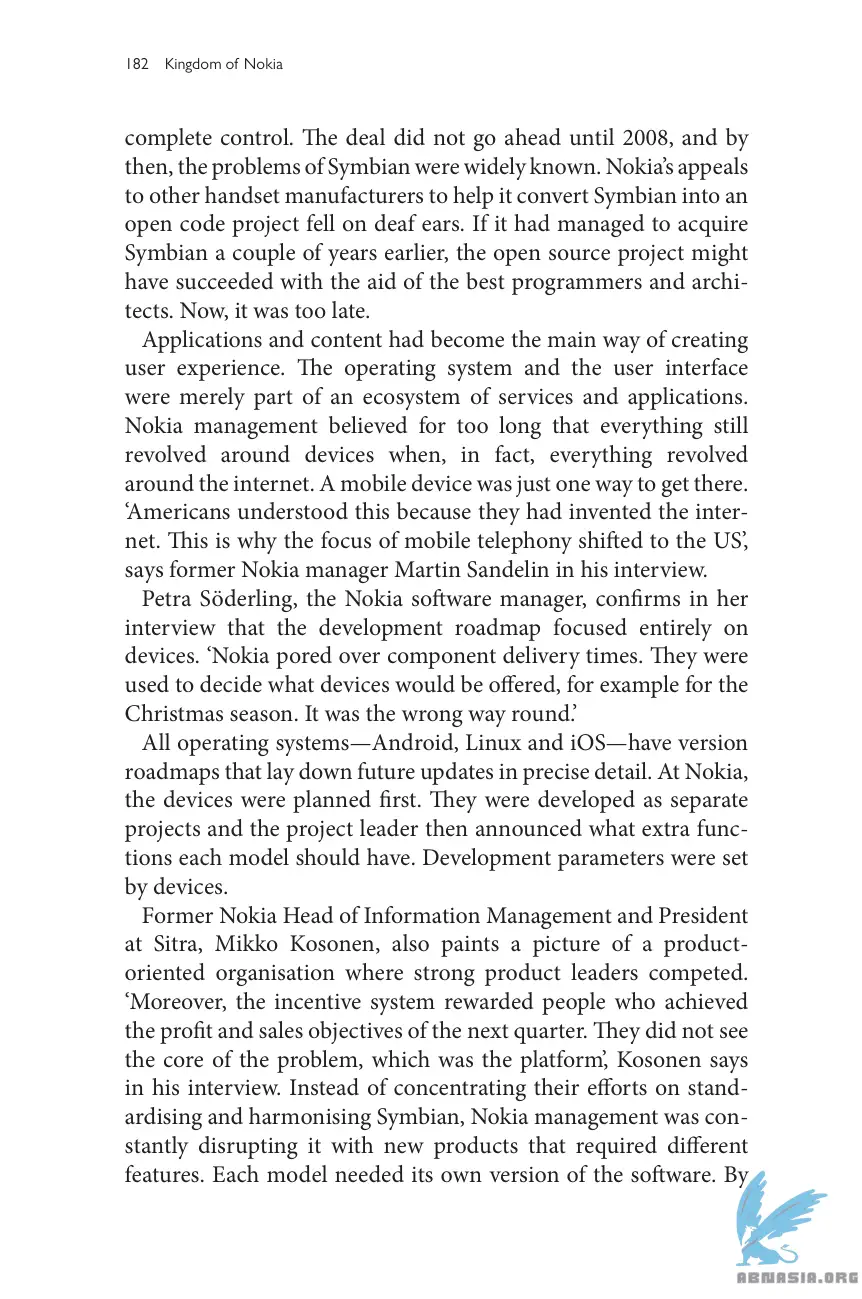 182 Kingdom of Nokia
complete control. The deal did not go ahead until 2008, and by
then, the problems of Symbian were widely known. Nokia’s appeals
to other handset manufacturers to help it convert Symbian into an
open code project fell on deaf ears. If it had managed to acquire
Symbian a couple of years earlier, the open source project might
have succeeded with the aid of the best programmers and archi-
tects. Now, it was too late.
Applications and content had become the main way of creating
user experience. The operating system and the user interface
were merely part of an ecosystem of services and applications.
Nokia management believed for too long that everything still
revolved around devices when, in fact, everything revolved
around the internet. A mobile device was just one way to get there.
‘Americans understood this because they had invented the inter-
net. This is why the focus of mobile telephony shifted to the US’,
says former Nokia manager Martin Sandelin in his interview.
Petra Söderling, the Nokia software manager, confirms in her
interview that the development roadmap focused entirely on
devices. ‘Nokia pored over component delivery times. They were
used to decide what devices would be offered, for example for the
Christmas season. It was the wrong way round.’
All operating systems—Android, Linux and iOS—have version
roadmaps that lay down future updates in precise detail. At Nokia,
the devices were planned first. They were developed as separate
projects and the project leader then announced what extra func-
tions each model should have. Development parameters were set
by devices.
Former Nokia Head of Information Management and President
at Sitra, Mikko Kosonen, also paints a picture of a product-
oriented organisation where strong product leaders competed.
‘Moreover, the incentive system rewarded people who achieved
the profit and sales objectives of the next quarter. They did not see
the core of the problem, which was the platform’, Kosonen says
in his interview. Instead of concentrating their efforts on stand-
ardising and harmonising Symbian, Nokia management was con-
stantly disrupting it with new products that required different
features. Each model needed its own version of the software. By
ABNASIA.ORG